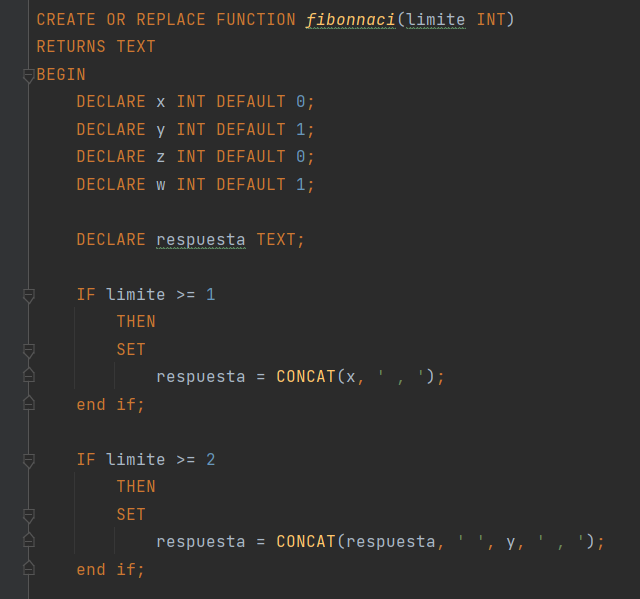 CREATE OR REPLACE FUNCTION fibonnaci(limite INT)
RETURNS TEXT
BEGIN
    DECLARE x INT DEFAULT 0;
    DECLARE y INT DEFAULT 1;
    DECLARE z INT DEFAULT 0;
    DECLARE w INT DEFAULT 1;

    DECLARE respuesta TEXT;

    IF limite >= 1
        THEN
        SET
            respuesta = CONCAT(x, ' , ');
    end if;

    IF limite >= 2
        THEN
        SET
            respuesta = CONCAT(respuesta, ' ', y, ' , ');
    end if;